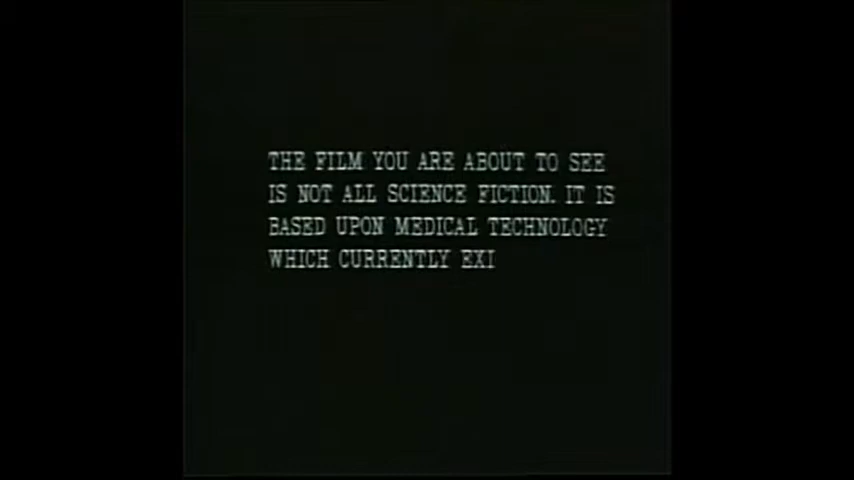 THE FILM YOU ARE ABOUT TO SEE
IS NOT ALL SCIENCE FICTION. IT IS
BASED UPON MEDICAL TECHNOLOGY
WHICH CURRENTLY EXI